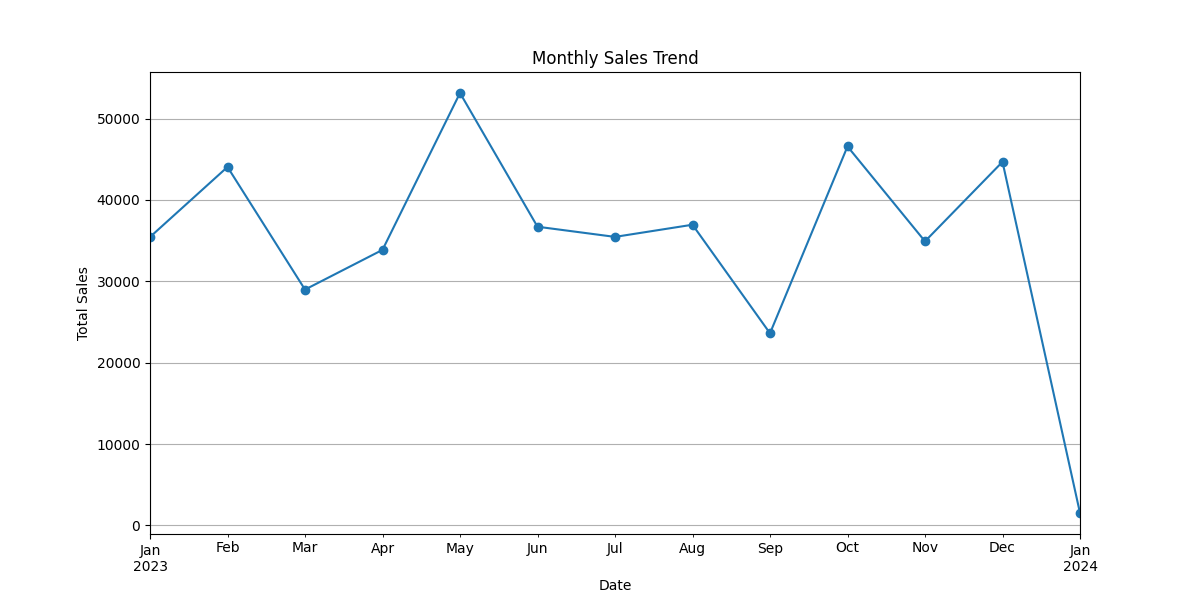 Monthly Sales Trend
50000
40000
30000
20000
10000
0
Total Sales
Jan Feb Mar Apr May Jun Jul Aug Sep Oct Nov Dec Jan
2023 2024
Date